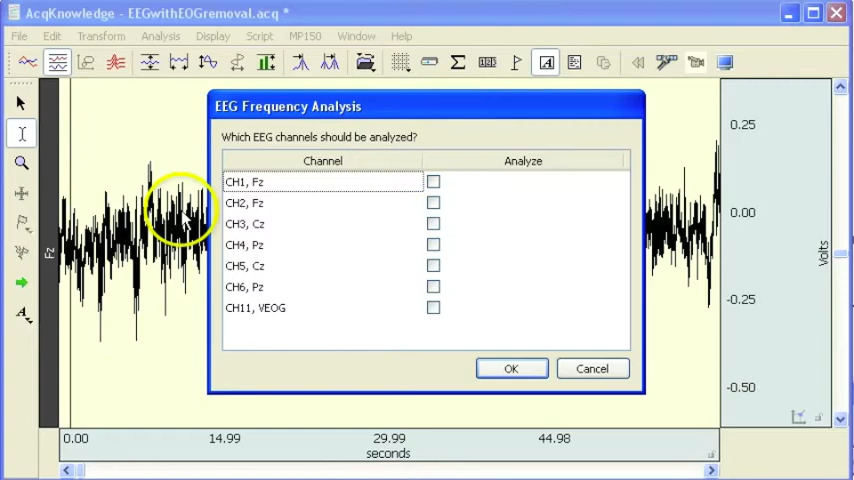 AcqKnowledge - EEGwithEOGremoval.acq *
File Edit Transform Analysis Display Script MP150 Window Help
EEG Frequency Analysis
Which EEG channels should be analyzed?
Channel Analyze
CH1, Fz
CH2, Fz
CH3, Cz
CH4, Pz
CH5, Cz
CH6, Pz
CH11, VEOG
OK Cancel
Fz
0.25
0.00
-0.25
-0.50
Volts
0.00 14.99 29.99 44.98
seconds